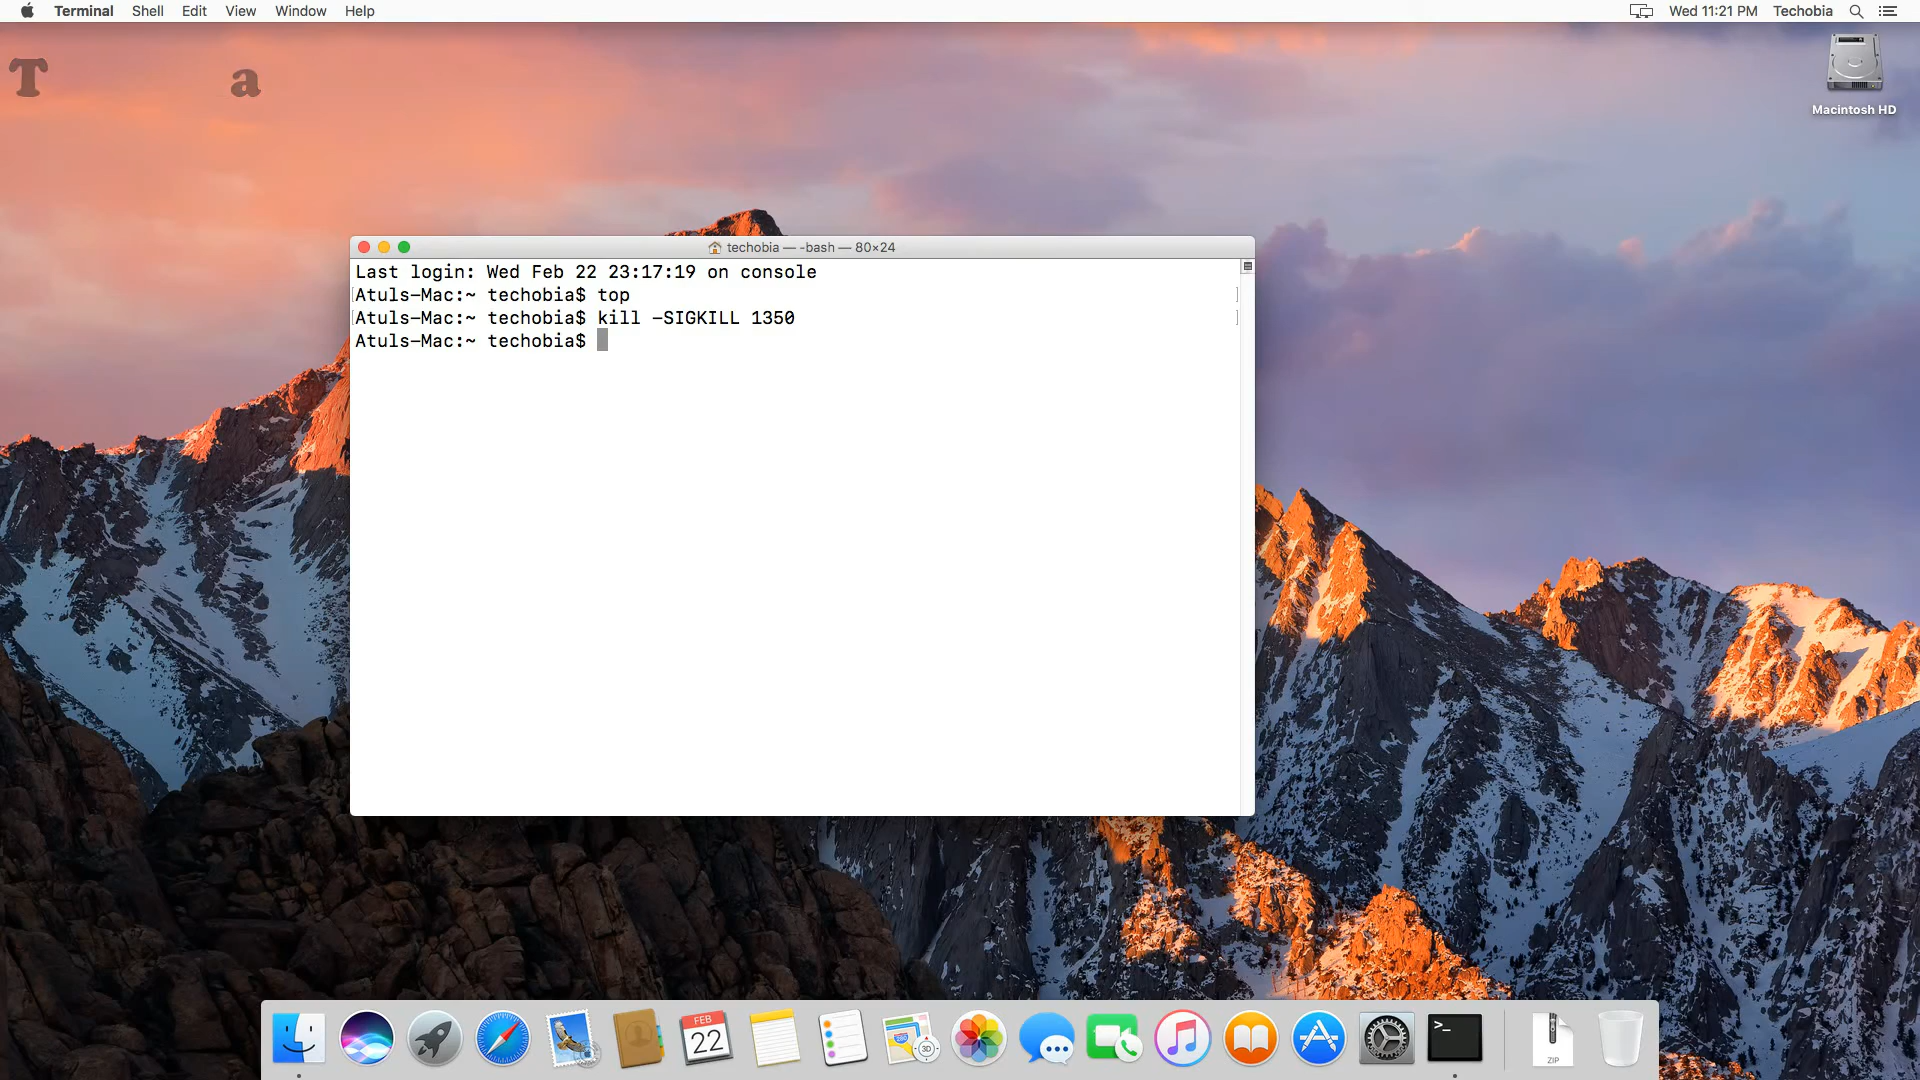 Terminal Shell Edit View Window Help Wed 11:21 PM Techobia
T a
Macintosh HD
techobia — -bash — 80×24
Last login: Wed Feb 22 23:17:19 on console
Atuls-Mac:~ techobia$ top
Atuls-Mac:~ techobia$ kill -SIGKILL 1350
Atuls-Mac:~ techobia$
FEB
22
280
3D
>_
ZIP